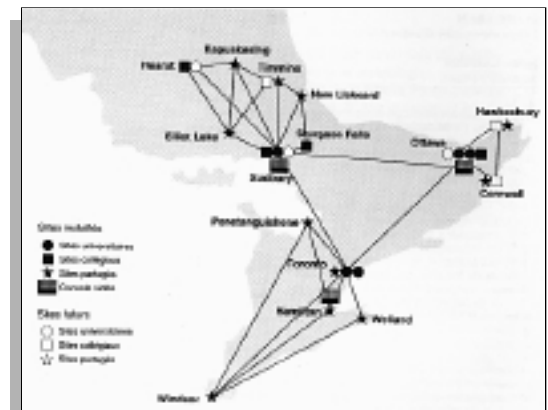 Kapuskasing
Hearst
Timmins
New Liskeard
Hawkesbury
Elliot Lake
Sturgeon Falls
Ottawa
Sudbury
Cornwall
Penetanguishene
Sites
Sites universitaires
Sites collégiaux
Sites partagés
Toronto
Hamilton
Welland
Sites futurs
Sites universitaires
Sites collégiaux
Sites partagés
Windsor